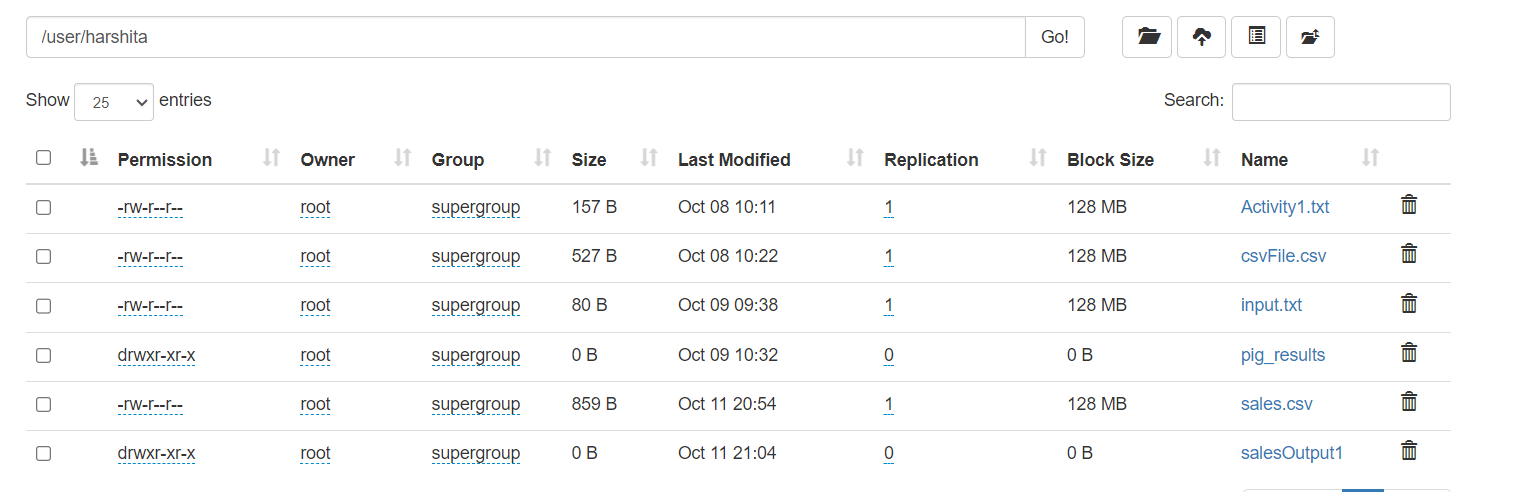 /user/harshita Go!
Show 25 entries Search:
Permission Owner Group Size Last Modified Replication Block Size Name
-rw-r--r-- root supergroup 157 B Oct 08 10:11 1 128 MB Activity1.txt
-rw-r--r-- root supergroup 527 B Oct 08 10:22 1 128 MB csvFile.csv
-rw-r--r-- root supergroup 80 B Oct 09 09:38 1 128 MB input.txt
drwxr-xr-x root supergroup 0 B Oct 09 10:32 0 0 B pig_results
-rw-r--r-- root supergroup 859 B Oct 11 20:54 1 128 MB sales.csv
drwxr-xr-x root supergroup 0 B Oct 11 21:04 0 0 B salesOutput1